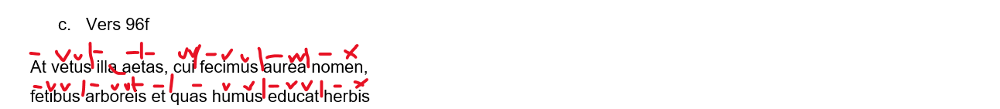 c. Vers 96f
At vetus illa aetas, cui fecimus aurea nomen,
fetibus arboreis et quas humus educat herbis